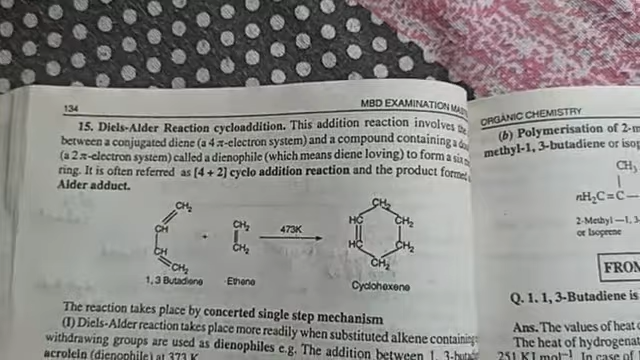 134
MBD EXAMINATION
15. Diels-Alder Reaction cycloaddition. This addition reaction involves
between a conjugated diene (a 4 π-electron system) and a compound containing a
(a 2π-electron system) called a dienophile (which means diene loving) to form a six
ring. It is often referred as [4 + 2] cyclo addition reaction and the product formed
Alder adduct.
CH₂
CH
CH
CH₂
1, 3 Butadiene
+
CH₂
CH₂
Ethene
473K
CH₂
HC
CH₂
HC
CH₂
CH₂
Cyclohexene
The reaction takes place by concerted single step mechanism
(I) Diels-Alder reaction takes place more readily when substituted alkene containing
withdrawing groups are used as dienophiles e.g. The addition between 1, 3-butad
acrolein (dienophile) at 373 K
ORGANIC CHEMISTRY
(b) Polymerisation of 2-m
methyl-1, 3-butadiene or isop
CH₃
nH₂C=C—
2-Methyl —1, 3-
or Isoprene
FROM
Q. 1. 1, 3-Butadiene is
Ans. The values of heat o
The heat of hydrogena
251 KJ mol⁻¹. In case o